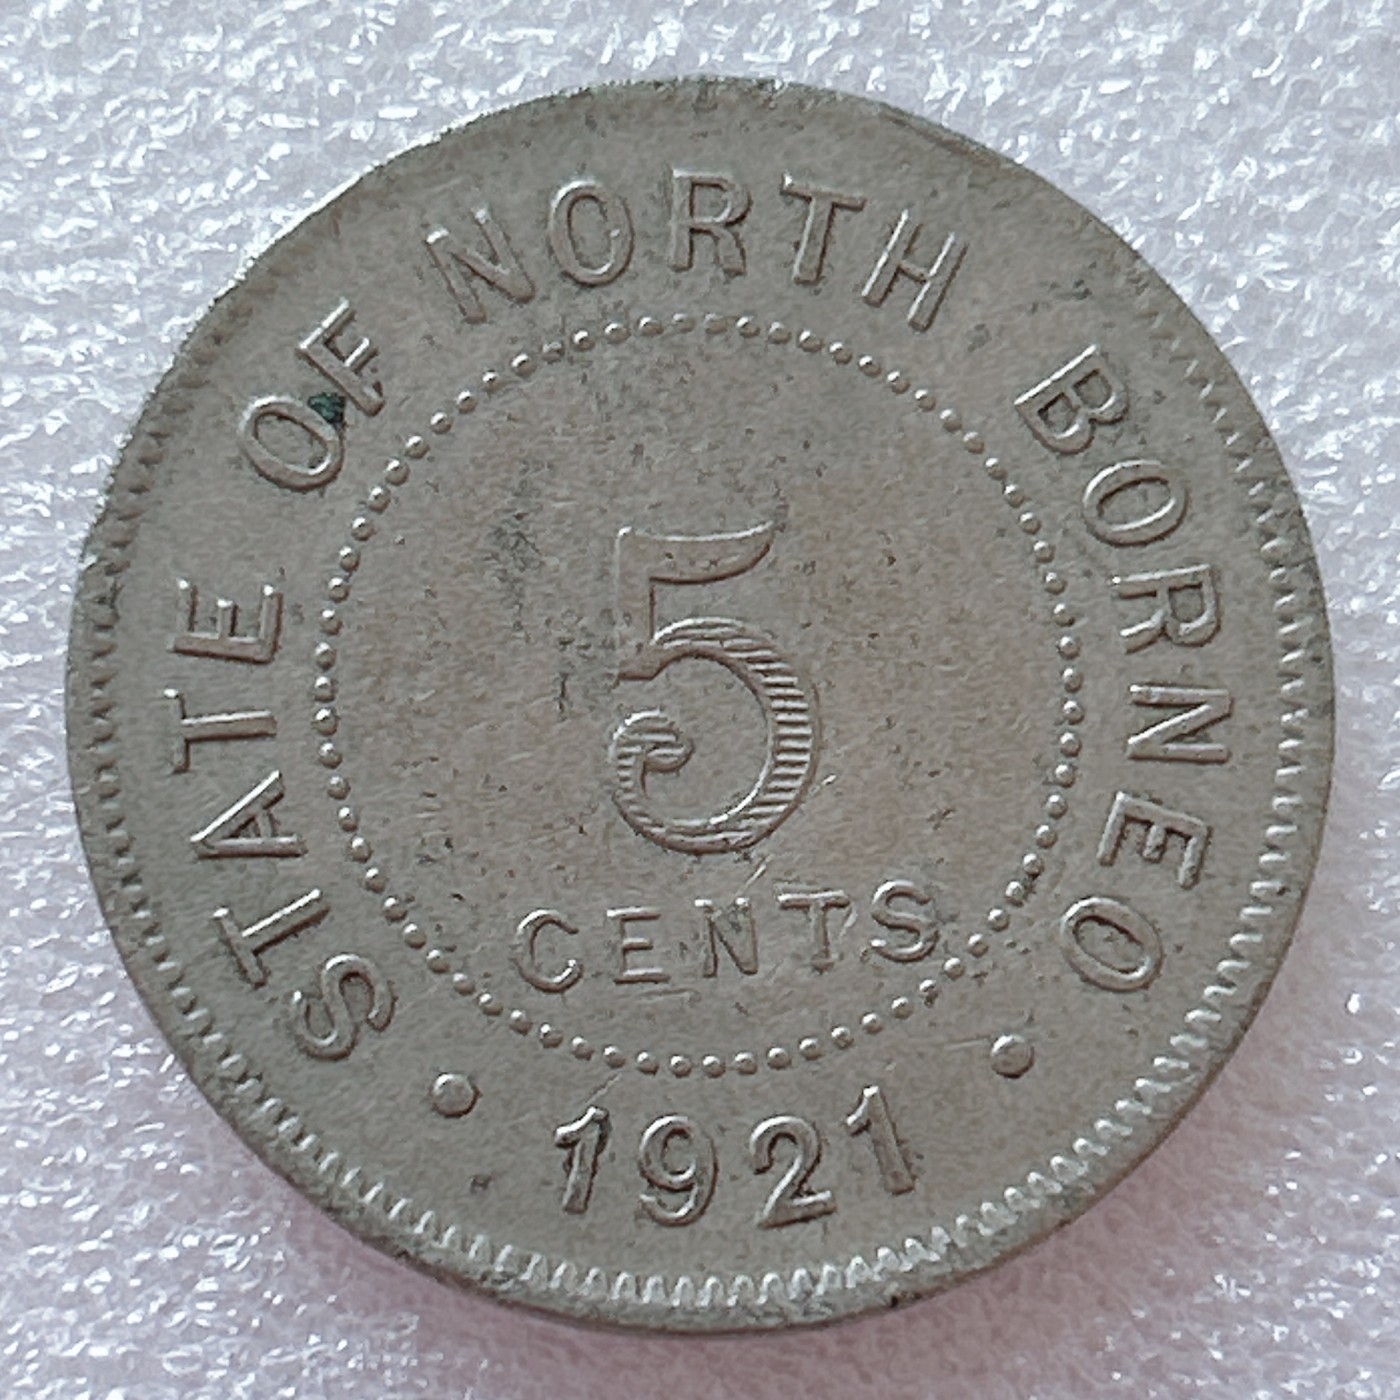 STATE OF NORTH BORNEO
5
CENTS
• 1921 •